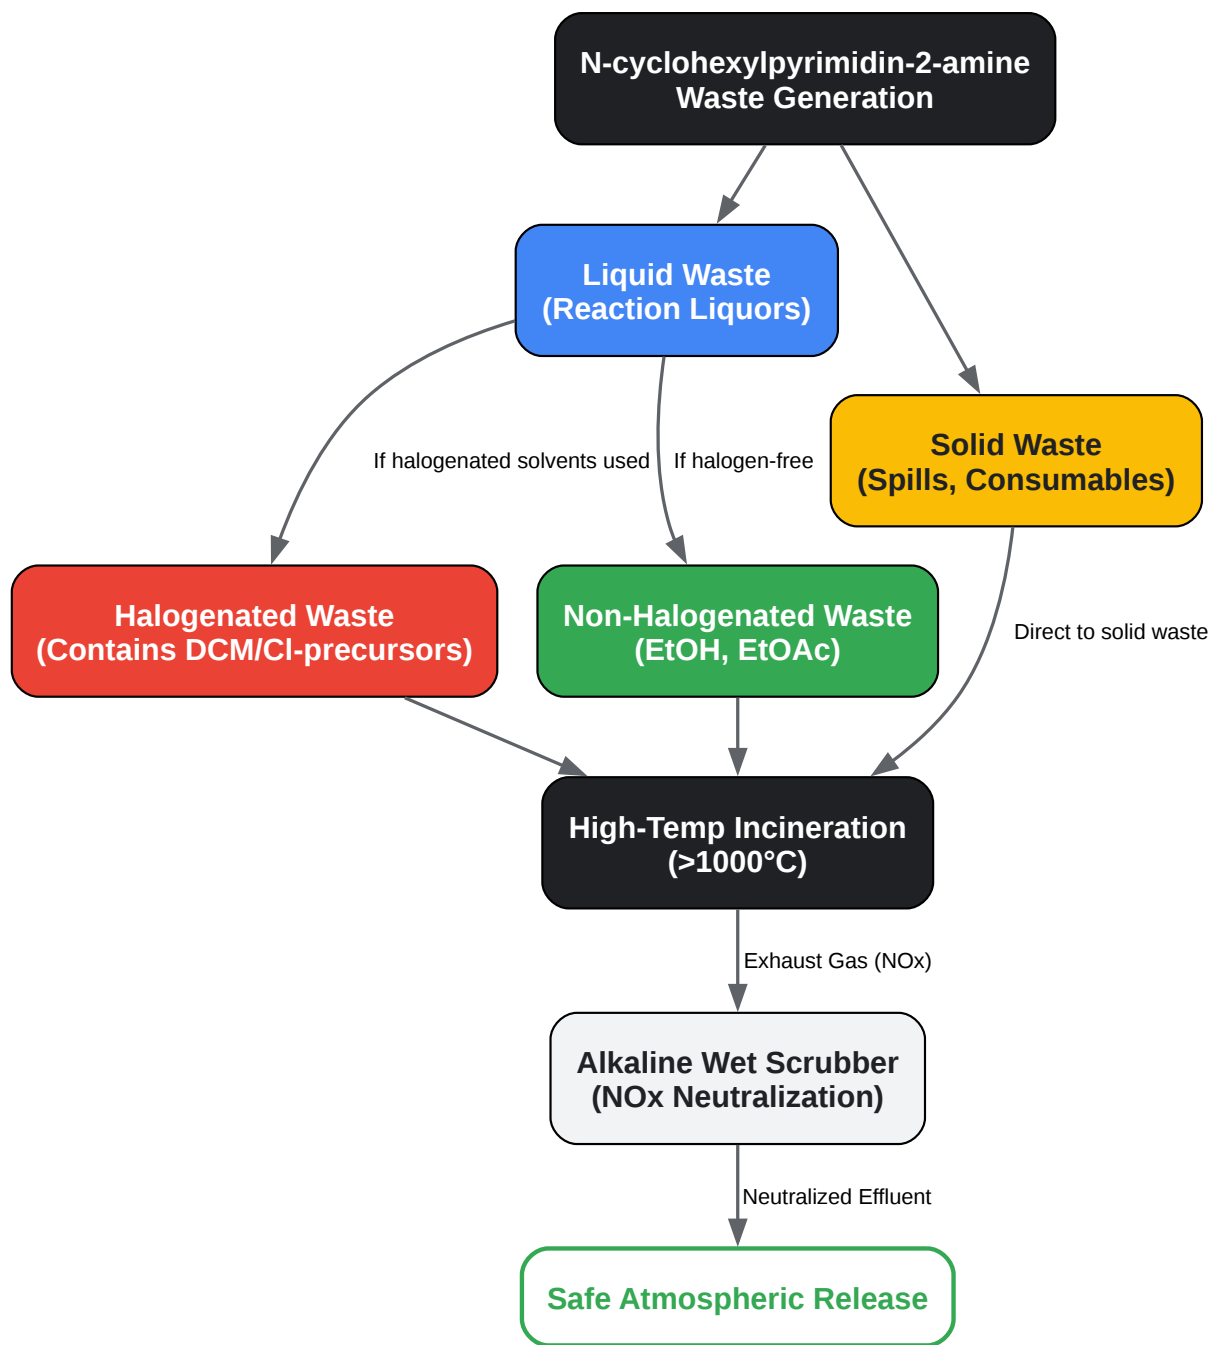 N-cyclohexylpyrimidin-2-amine
Waste Generation
Liquid Waste
(Reaction Liquors)
If halogenated solvents used
If halogen-free
Solid Waste
(Spills, Consumables)
Halogenated Waste
(Contains DCM/Cl-precursors)
Non-Halogenated Waste
(EtOH, EtOAc)
Direct to solid waste
High-Temp Incineration
(>1000°C)
Exhaust Gas (NOx)
Alkaline Wet Scrubber
(NOx Neutralization)
Neutralized Effluent
Safe Atmospheric Release